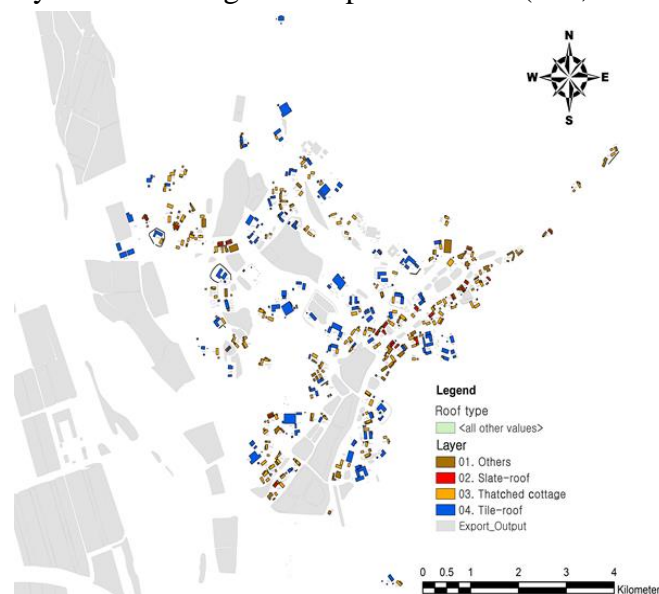 N
W E
S
Legend
Roof type
<all other values>
Layer
01. Others
02. Slate-roof
03. Thatched cottage
04. Tile-roof
Export_Output
0 0.5 1 2 3 4
Kilometer